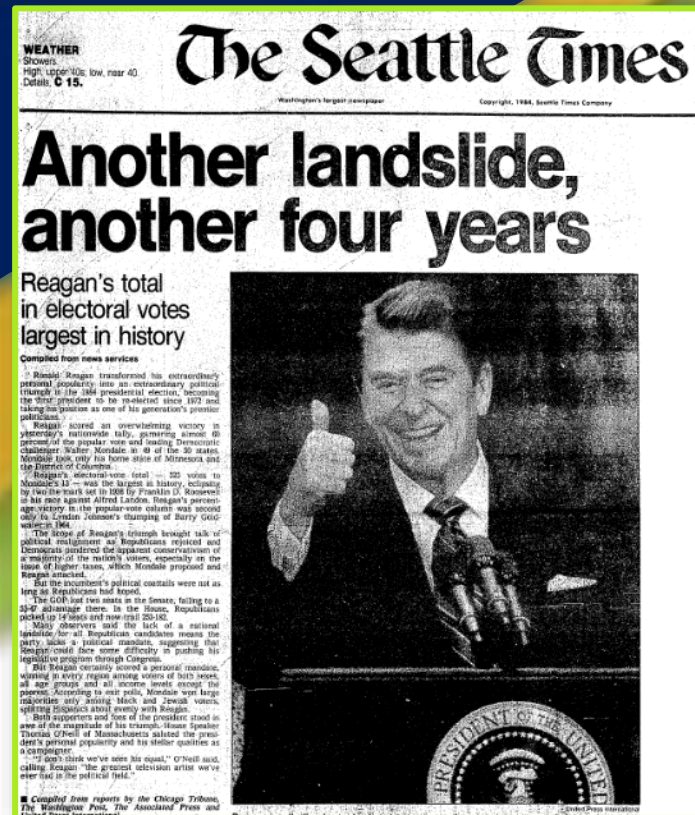 WEATHER
Showers.
High, upper 40s; low, near 40.
Details, C 15.
The Seattle Times
Washington's largest newspaper
Copyright, 1984, Seattle Times Company
Another landslide,
another four years
Reagan's total
in electoral votes
largest in history
Compiled from news services
Ronald Reagan transformed his extraordinary
personal popularity into an extraordinary political
triumph in the 1984 presidential election, becoming
the first president to be re-elected since 1972 and
taking his position as one of his generation's premier
politicians.
Reagan scored an overwhelming victory in
yesterday's nationwide tally, garnering almost 60
percent of the popular vote and leading Democratic
challenger Walter Mondale in 49 of the 50 states.
Mondale took only his home state of Minnesota and
the District of Columbia.
Reagan's electoral-vote total — 525 votes to
Mondale's 13 — was the largest in history, eclipsing
by two the mark set in 1936 by Franklin D. Roosevelt
in his race against Alfred Landon. Reagan's percent-
age victory in the popular-vote column was second
only to Lyndon Johnson's thumping of Barry Gold-
water in 1964.
The scope of Reagan's triumph brought talk of
political realignment as Republicans rejoiced and
Democrats pondered the apparent conservativism of
a majority of the nation's voters, especially on the
issue of higher taxes, which Mondale proposed and
Reagan attacked.
But the incumbent's political coattails were not as
long as Republicans had hoped.
The GOP lost two seats in the Senate, falling to a
53-47 advantage there. In the House, Republicans
picked up 14 seats and now trail 253-182.
Many observers said the lack of a national
landslide for all Republican candidates means the
party lacks a political mandate, suggesting that
Reagan could face some difficulty in pushing his
legislative program through Congress.
But Reagan certainly scored a personal mandate,
winning in every region among voters of both sexes,
all age groups and all income levels except the
poorest. According to exit polls, Mondale won large
majorities only among black and Jewish voters,
splitting Hispanics about evenly with Reagan.
Both supporters and foes of the president stood in
awe of the magnitude of his triumph. House Speaker
Thomas O'Neill of Massachusetts saluted the presi-
dent's personal popularity and his stellar qualities as
a campaigner.
"I don't think we've seen his equal," O'Neill said,
calling Reagan "the greatest television artist we've
ever had in the political field."
■ Compiled from reports by the Chicago Tribune,
The Washington Post, The Associated Press and
United Press International
PRESIDENT OF THE UNITED
United Press International